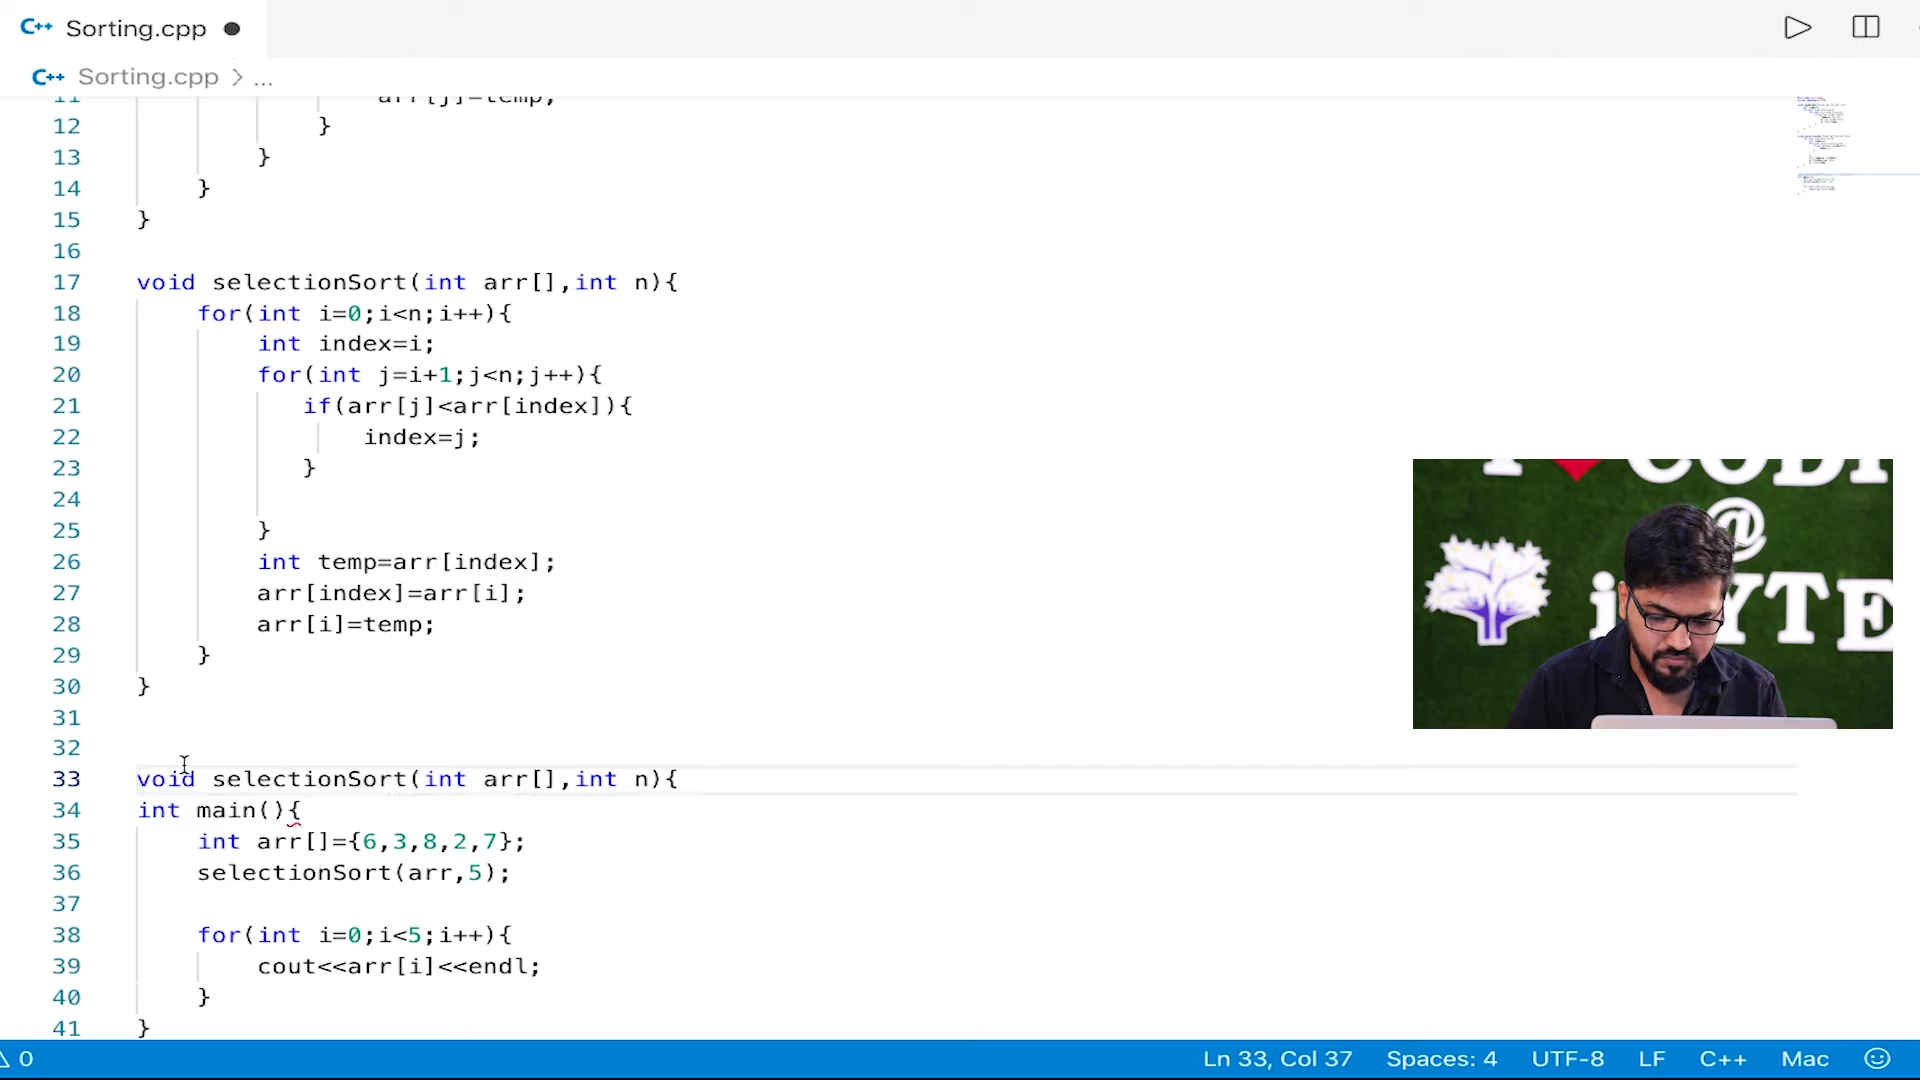 C++ Sorting.cpp ●
C++ Sorting.cpp > ...
11 arr[j]=temp;
12 }
13 }
14 }
15 }
16
17 void selectionSort(int arr[],int n){
18 for(int i=0;i<n;i++){
19 int index=i;
20 for(int j=i+1;j<n;j++){
21 if(arr[j]<arr[index]){
22 index=j;
23 }
24
25 }
26 int temp=arr[index];
27 arr[index]=arr[i];
28 arr[i]=temp;
29 }
30 }
31
32
33 void selectionSort(int arr[],int n){
34 int main(){
35 int arr[]={6,3,8,2,7};
36 selectionSort(arr,5);
37
38 for(int i=0;i<5;i++){
39 cout<<arr[i]<<endl;
40 }
41 }
I ♥ CODI
@
i YTE
0 Ln 33, Col 37 Spaces: 4 UTF-8 LF C++ Mac